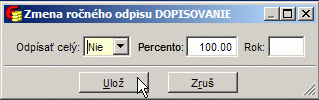 Zmena ročného odpisu DOPISOVANIE
Odpísať celý: Nie Percento: 100.00 Rok:
Ulož Zruš